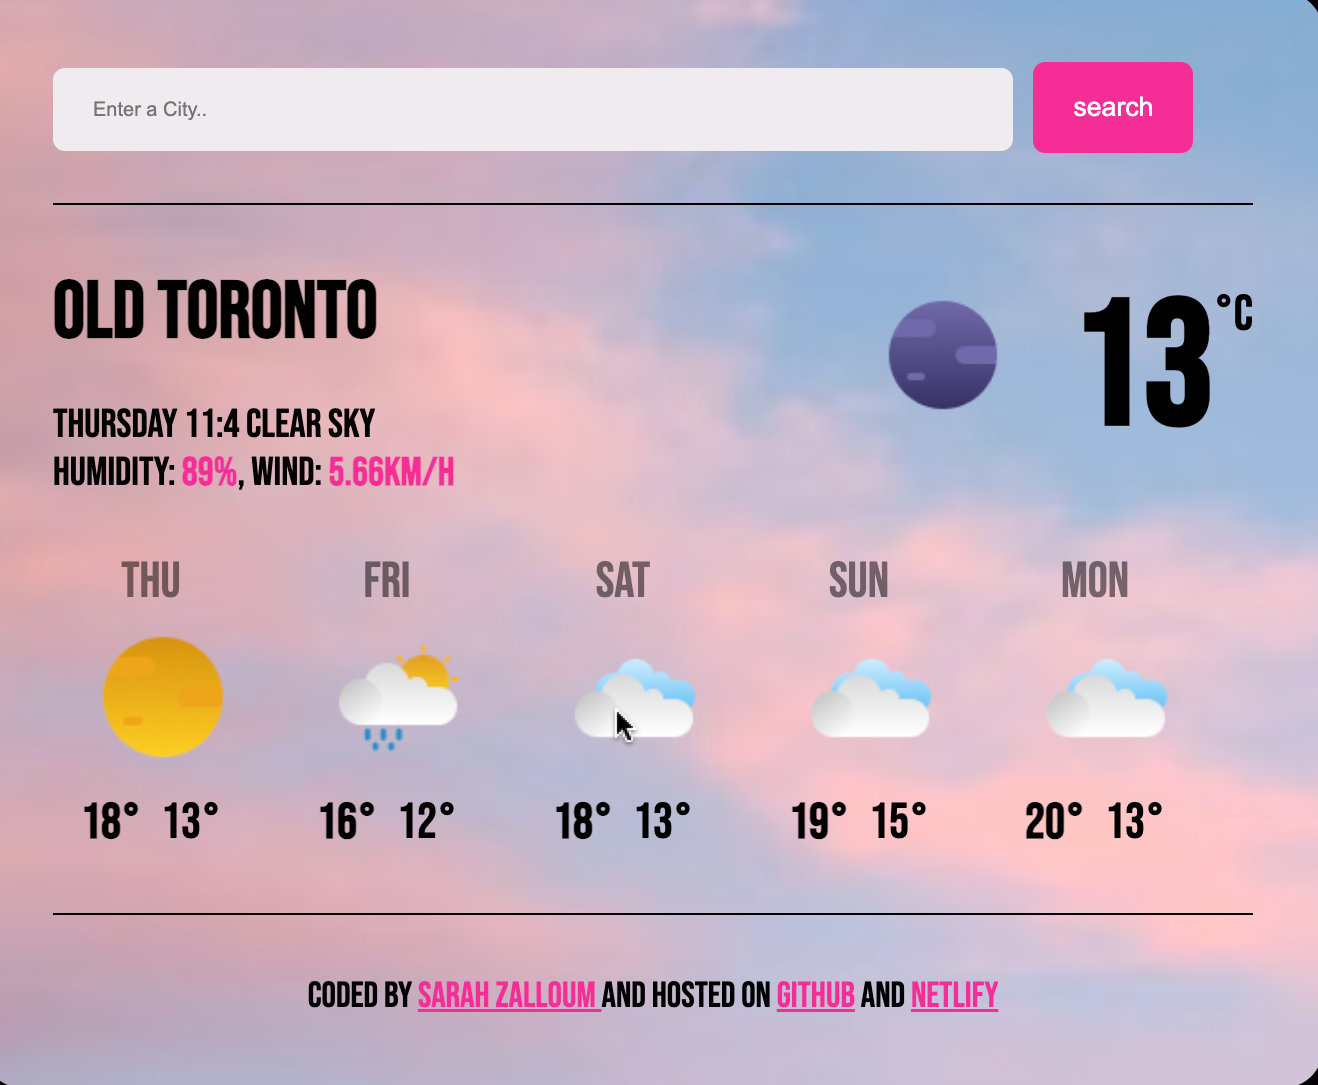 Enter a City..
search
OLD TORONTO
13°C
THURSDAY 11:4 CLEAR SKY
HUMIDITY: 89%, WIND: 5.66KM/H
THU FRI SAT SUN MON
18° 13° 16° 12° 18° 13° 19° 15° 20° 13°
CODED BY SARAH ZALLOUM AND HOSTED ON GITHUB AND NETLIFY